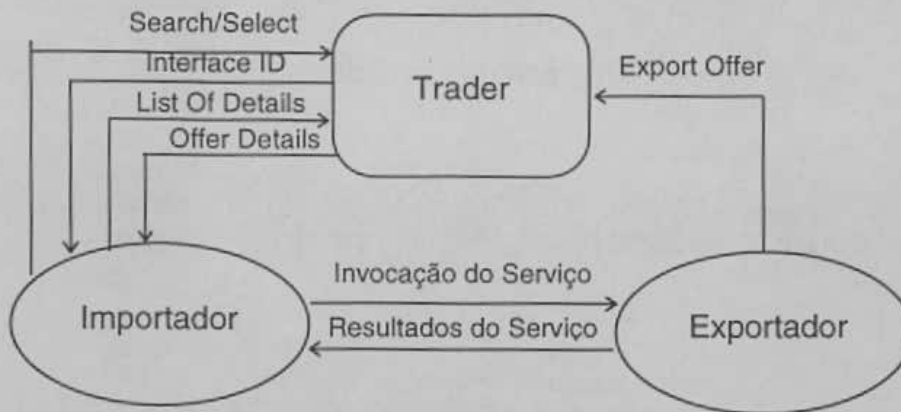 Search/Select
Interface ID
List Of Details
Offer Details
Trader
Export Offer
Importador
Invocação do Serviço
Resultados do Serviço
Exportador